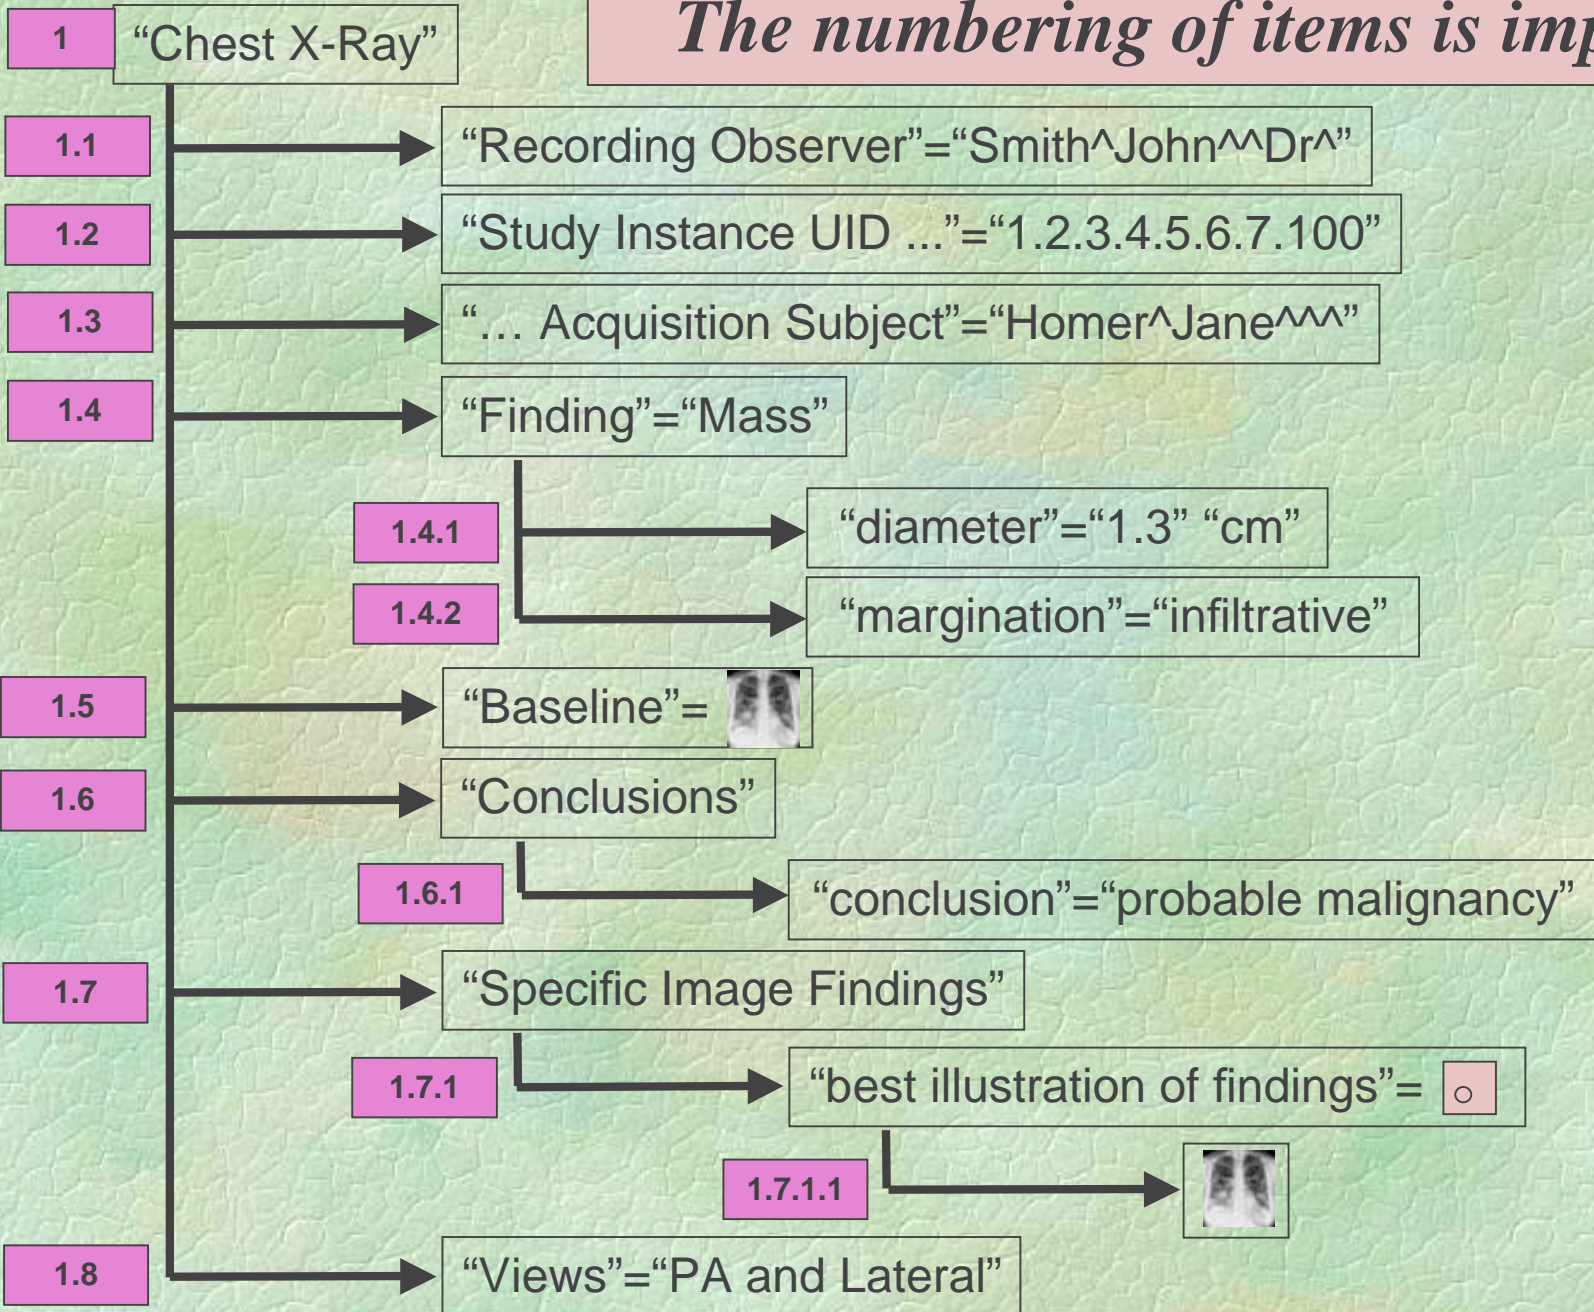 The numbering of items is imp
1 “Chest X-Ray”
1.1 “Recording Observer”=“Smith^John^^Dr^”
1.2 “Study Instance UID ...”=“1.2.3.4.5.6.7.100”
1.3 “… Acquisition Subject”=“Homer^Jane^^^”
1.4 “Finding”=“Mass”
1.4.1 “diameter”=“1.3” “cm”
1.4.2 “margination”=“infiltrative”
1.5 “Baseline”=
1.6 “Conclusions”
1.6.1 “conclusion”=“probable malignancy”
1.7 “Specific Image Findings”
1.7.1 “best illustration of findings”=
1.7.1.1
1.8 “Views”=“PA and Lateral”